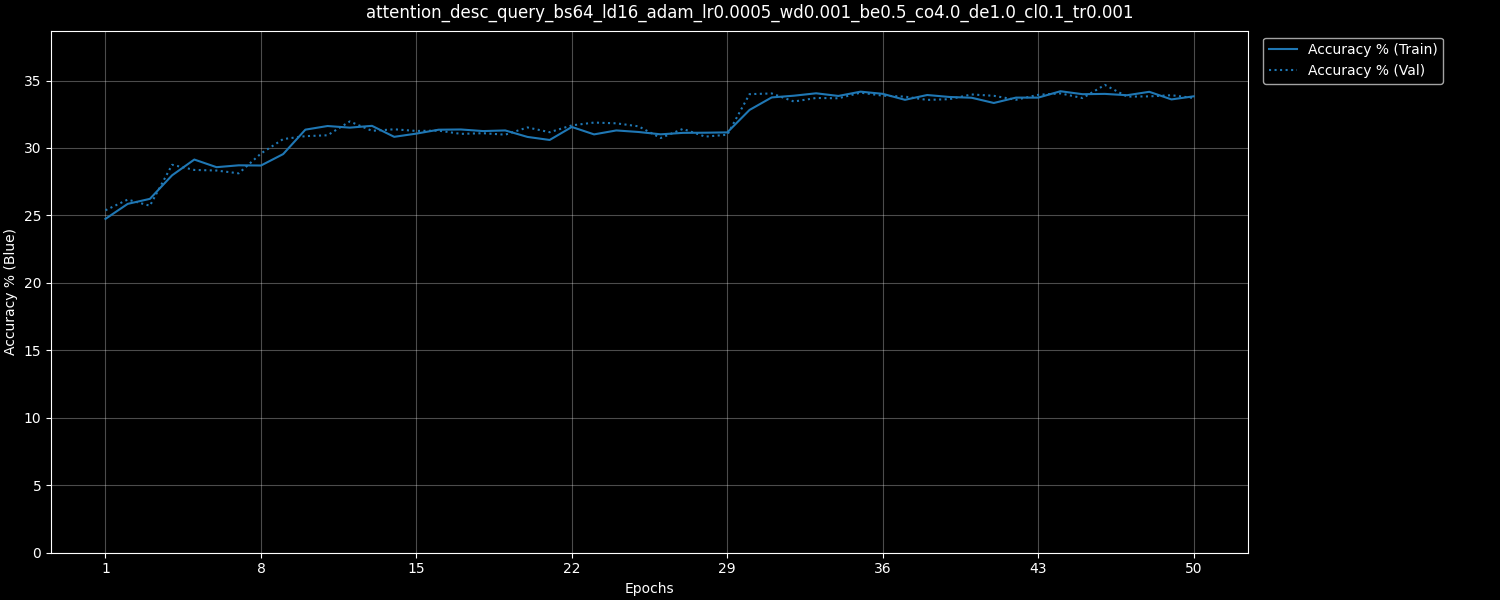 attention_desc_query_bs64_ld16_adam_lr0.0005_wd0.001_be0.5_co4.0_de1.0_cl0.1_tr0.001
Accuracy % (Train)
Accuracy % (Val)
Accuracy % (Blue)
35
30
25
20
15
10
5
0
1 8 15 22 29 36 43 50
Epochs